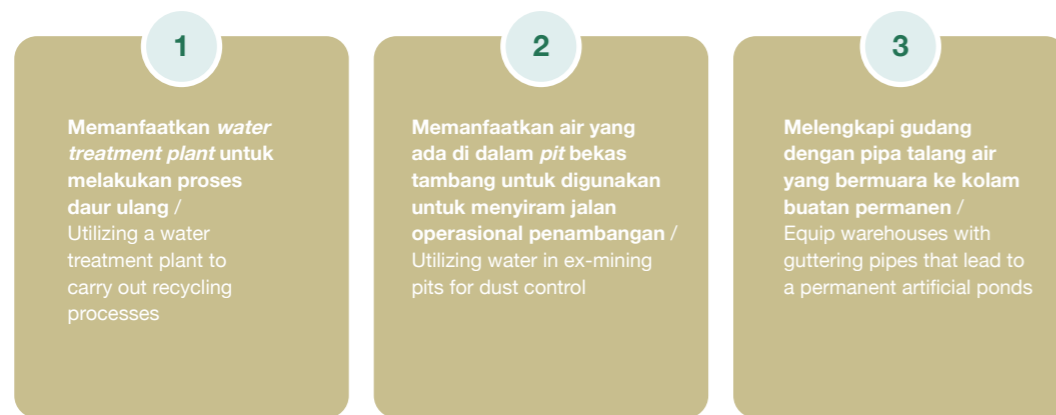 1
Memanfaatkan water
treatment plant untuk
melakukan proses
daur ulang /
Utilizing a water
treatment plant to
carry out recycling
processes
2
Memanfaatkan air yang
ada di dalam pit bekas
tambang untuk digunakan
untuk menyiram jalan
operasional penambangan /
Utilizing water in ex-mining
pits for dust control
3
Melengkapi gudang
dengan pipa talang air
yang bermuara ke kolam
buatan permanen /
Equip warehouses with
guttering pipes that lead to
a permanent artificial ponds